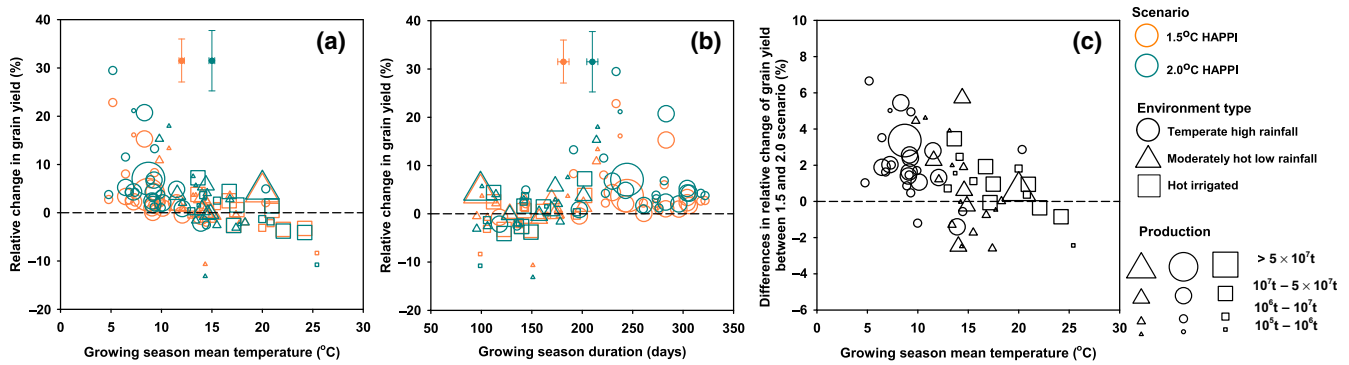 (a)
Relative change in grain yield (%)
40
30
20
10
0
–10
–20
0
5
10
15
20
25
30
Growing season mean temperature (°C)
(b)
Relative change in grain yield (%)
40
30
20
10
0
–10
–20
50
100
150
200
250
300
350
Growing season duration (days)
(c)
Differences in relative change of grain yield
between 1.5 and 2.0 scenario (%)
10
8
6
4
2
0
–2
–4
–6
0
5
10
15
20
25
30
Growing season mean temperature (°C)
Scenario
1.5°C HAPPI
2.0°C HAPPI
Environment type
Temperate high rainfall
Moderately hot low rainfall
Hot irrigated
Production
> 5 × 10⁷t
10⁷t – 5 × 10⁷t
10⁶t – 10⁷t
10⁵t – 10⁶t